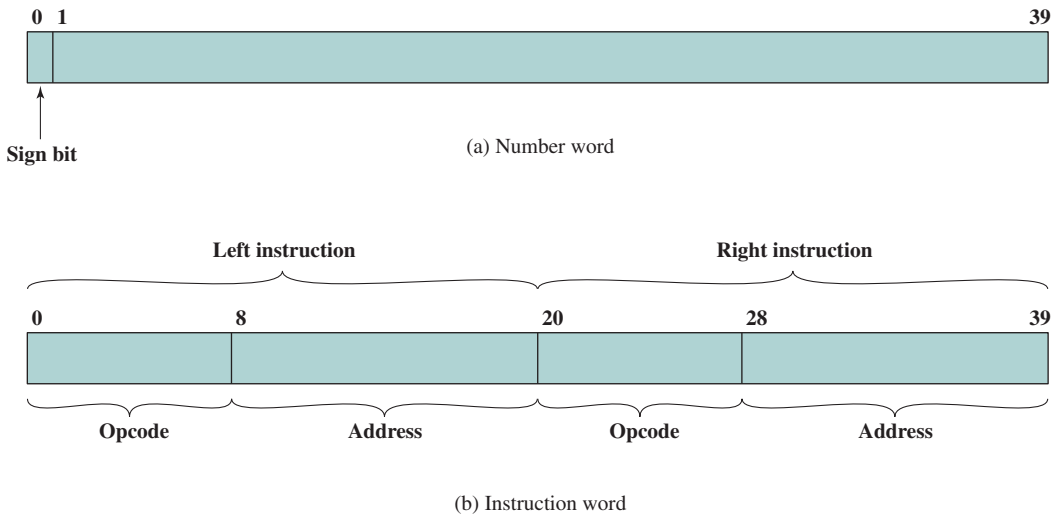 0 1 39
Sign bit
(a) Number word
Left instruction Right instruction
0 8 20 28 39
Opcode Address Opcode Address
(b) Instruction word